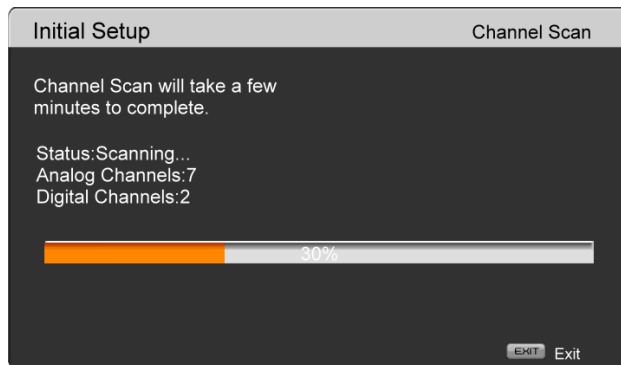 Initial Setup
Channel Scan
Channel Scan will take a few
minutes to complete.
Status:Scanning...
Analog Channels:7
Digital Channels:2
30%
EXIT Exit